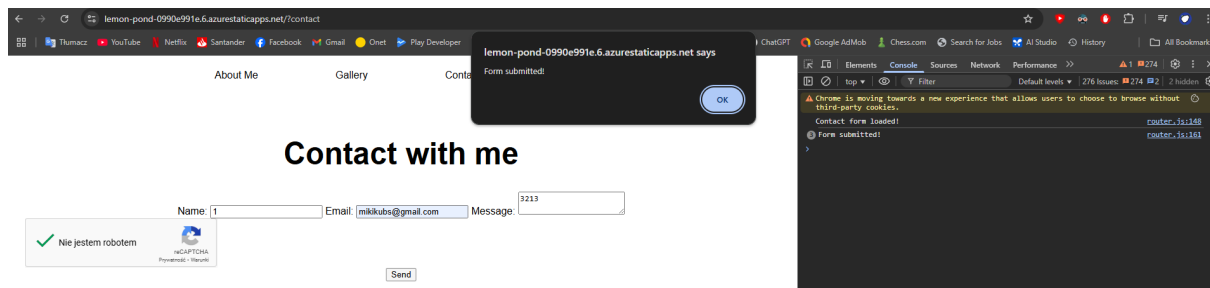 lemon-pond-0990e991e.6.azurestaticapps.net/?contact
Tłumacz YouTube Netflix Santander Facebook Gmail Onet Play Developer ChatGPT Google AdMob Chess.com Search for Jobs AI Studio History All Bookmark
lemon-pond-0990e991e.6.azurestaticapps.net says
Form submitted!
OK
About Me Gallery Conta
Contact with me
Name: 1 Email: mikikubs@gmail.com Message: 3213
Nie jestem robotem
reCAPTCHA
Prywatność - Warunki
Send
Elements Console Sources Network Performance 1 274
top Filter Default levels 276 Issues: 274 2 2 hidden
Chrome is moving towards a new experience that allows users to choose to browse without
third-party cookies.
Contact form loaded! router.js:148
3 Form submitted! router.js:161